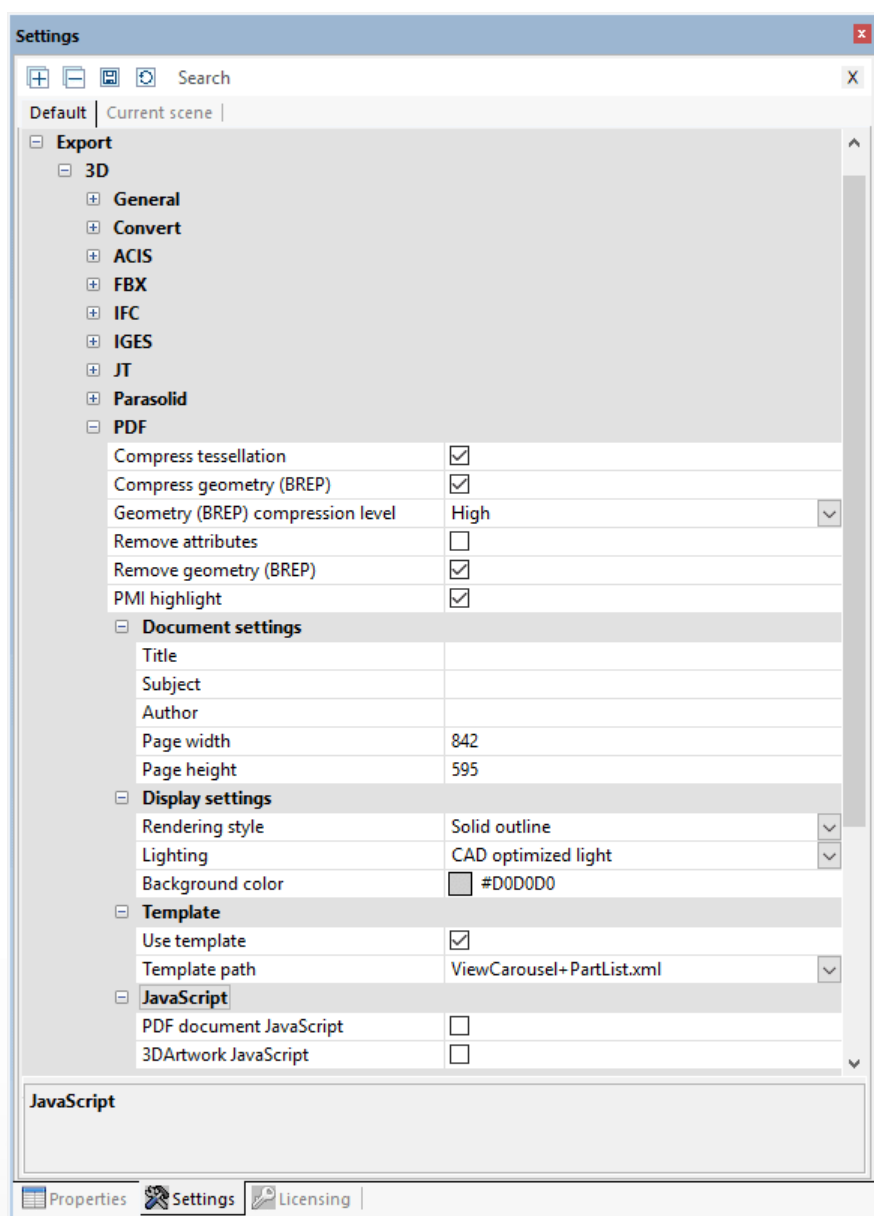 Settings
Search X
Default Current scene
Export
3D
General
Convert
ACIS
FBX
IFC
IGES
JT
Parasolid
PDF
Compress tessellation
Compress geometry (BREP)
Geometry (BREP) compression level High
Remove attributes
Remove geometry (BREP)
PMI highlight
Document settings
Title
Subject
Author
Page width 842
Page height 595
Display settings
Rendering style Solid outline
Lighting CAD optimized light
Background color #D0D0D0
Template
Use template
Template path ViewCarousel+PartList.xml
JavaScript
PDF document JavaScript
3DArtwork JavaScript
JavaScript
Properties Settings Licensing